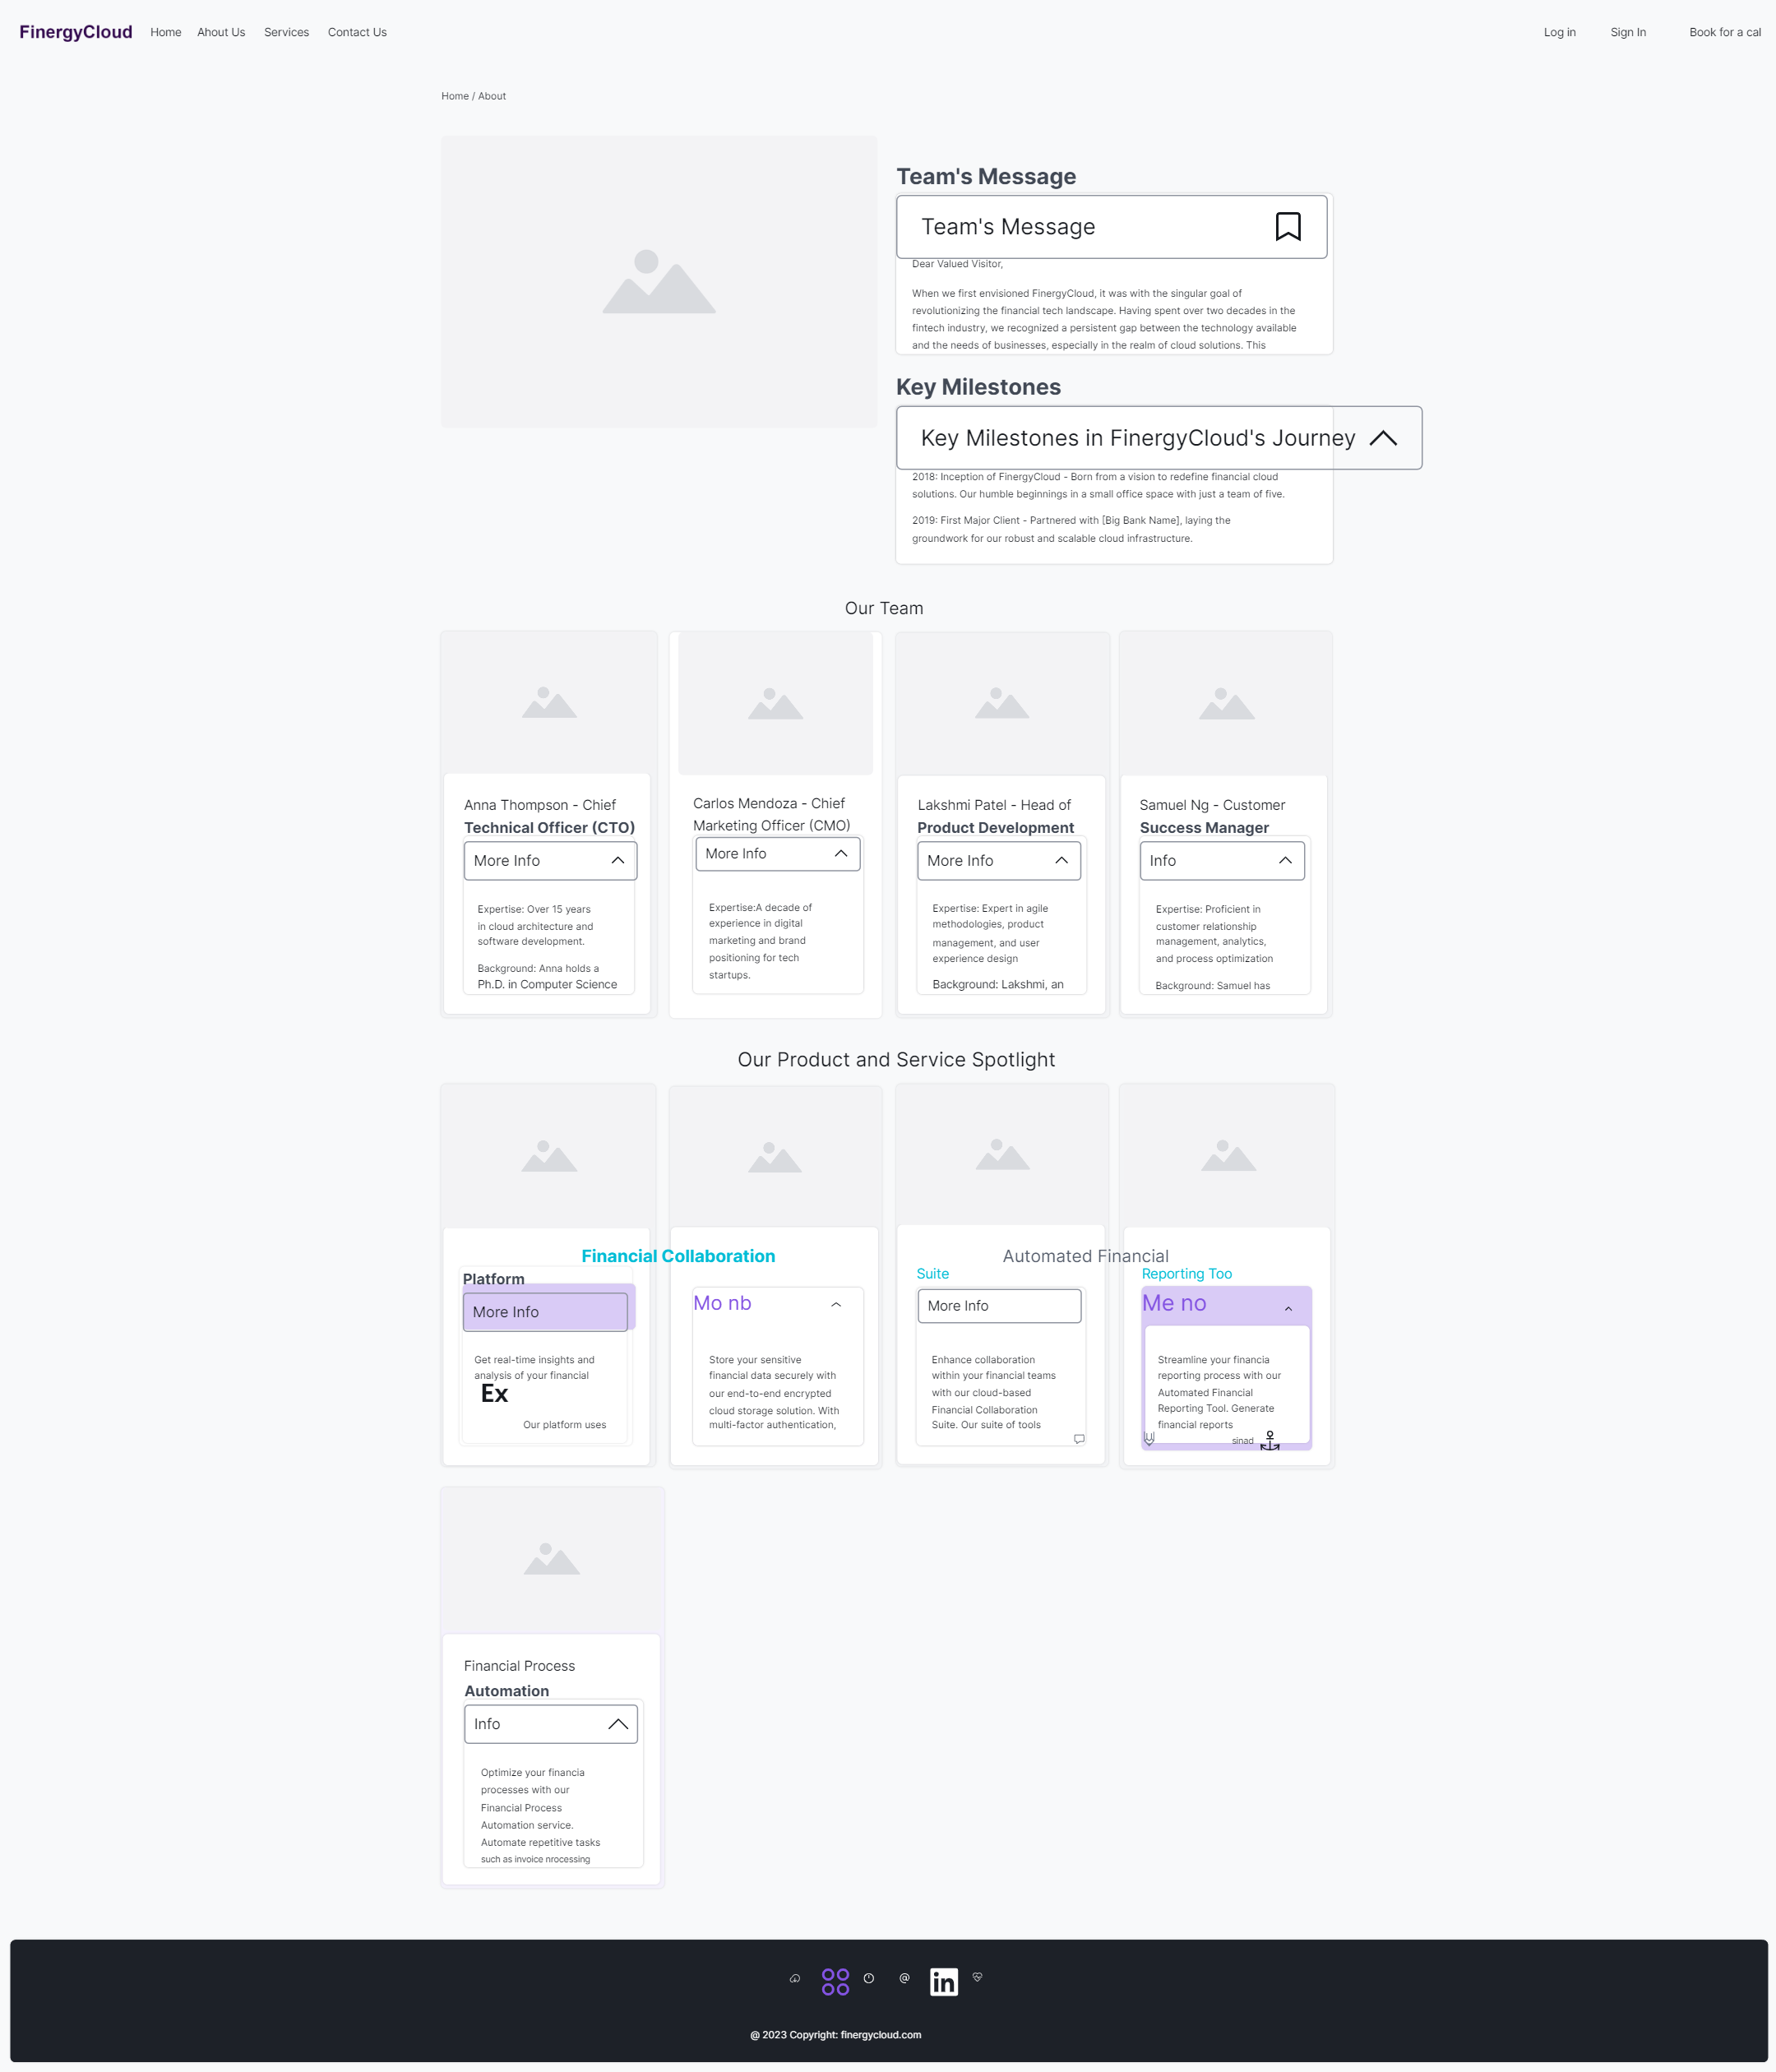 FinergyCloud Home Ahout Us Services Contact Us Log in Sign In Book for a cal
Home / About
Team's Message
Team's Message
Dear Valued Visitor,
When we first envisioned FinergyCloud, it was with the singular goal of
revolutionizing the financial tech landscape. Having spent over two decades in the
fintech industry, we recognized a persistent gap between the technology available
and the needs of businesses, especially in the realm of cloud solutions. This
Key Milestones
Key Milestones in FinergyCloud's Journey
2018: Inception of FinergyCloud - Born from a vision to redefine financial cloud
solutions. Our humble beginnings in a small office space with just a team of five.
2019: First Major Client - Partnered with [Big Bank Name], laying the
groundwork for our robust and scalable cloud infrastructure.
Our Team
Anna Thompson - Chief
Technical Officer (CTO)
More Info
Expertise: Over 15 years
in cloud architecture and
software development.
Background: Anna holds a
Ph.D. in Computer Science
Carlos Mendoza - Chief
Marketing Officer (CMO)
More Info
Expertise:A decade of
experience in digital
marketing and brand
positioning for tech
startups.
Lakshmi Patel - Head of
Product Development
More Info
Expertise: Expert in agile
methodologies, product
management, and user
experience design
Background: Lakshmi, an
Samuel Ng - Customer
Success Manager
Info
Expertise: Proficient in
customer relationship
management, analytics,
and process optimization
Background: Samuel has
Our Product and Service Spotlight
Financial Collaboration
Platform
More Info
Get real-time insights and
analysis of your financial
Ex
Our platform uses
Mo nb
Store your sensitive
financial data securely with
our end-to-end encrypted
cloud storage solution. With
multi-factor authentication,
Automated Financial
Suite
More Info
Enhance collaboration
within your financial teams
with our cloud-based
Financial Collaboration
Suite. Our suite of tools
Reporting Too
Me no
Streamline your financia
reporting process with our
Automated Financial
Reporting Tool. Generate
financial reports
sinad
Financial Process
Automation
Info
Optimize your financia
processes with our
Financial Process
Automation service.
Automate repetitive tasks
such as invoice nrocessing
in
@ 2023 Copyright: finergycloud.com